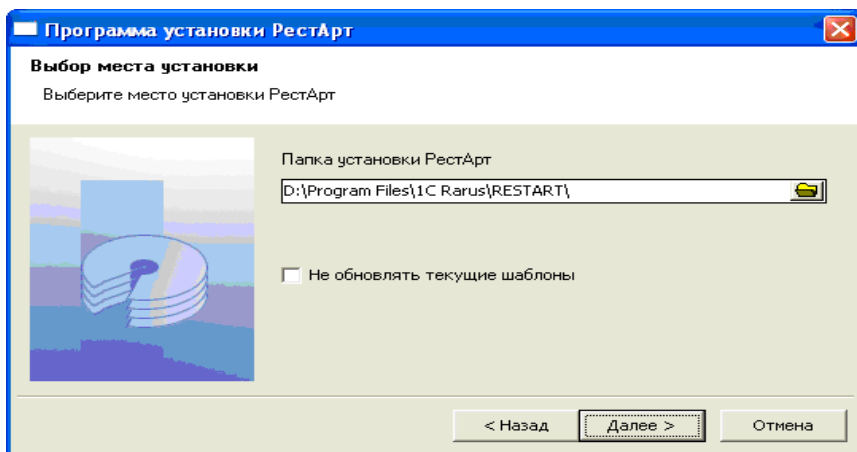 Программа установки РестАрт
Выбор места установки
Выберите место установки РестАрт
Папка установки РестАрт
D:\Program Files\1C Rarus\RESTART\
Не обновлять текущие шаблоны
< Назад
Далее >
Отмена